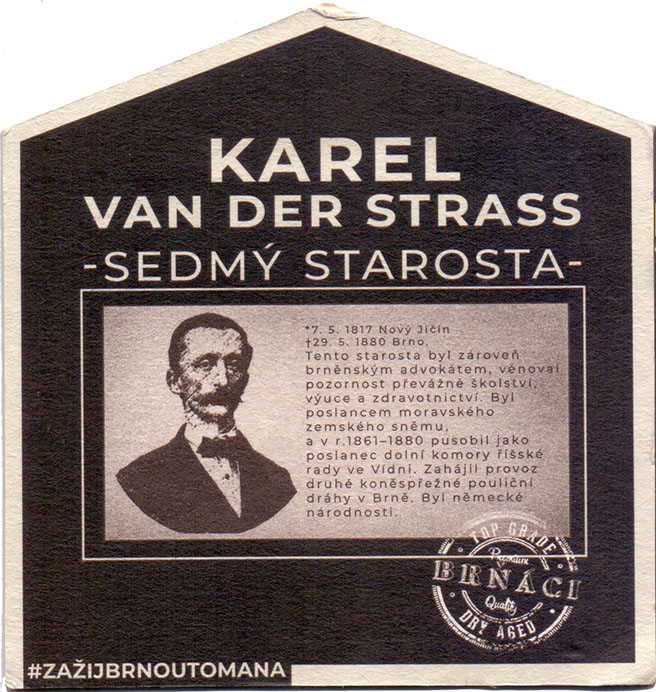 KAREL
VAN DER STRASS
-SEDMÝ STAROSTA-
*7. 5. 1817 Nový Jičín
†29. 5. 1880 Brno,
Tento starosta byl zároveň
brněnským advokátem, věnoval
pozornost převážně školství,
výuce a zdravotnictví. Byl
poslancem moravského
zemského sněmu,
a v r.1861–1880 pusobil jako
poslanec dolní komory říšské
rady ve Vídni. Zahájil provoz
druhé koněspřežné pouliční
dráhy v Brně. Byl německé
národnosti.
TOP GRADE
Premium
BRŇÁCI
Quality
DRY AGED
#ZAŽIJBRNOUTOMANA